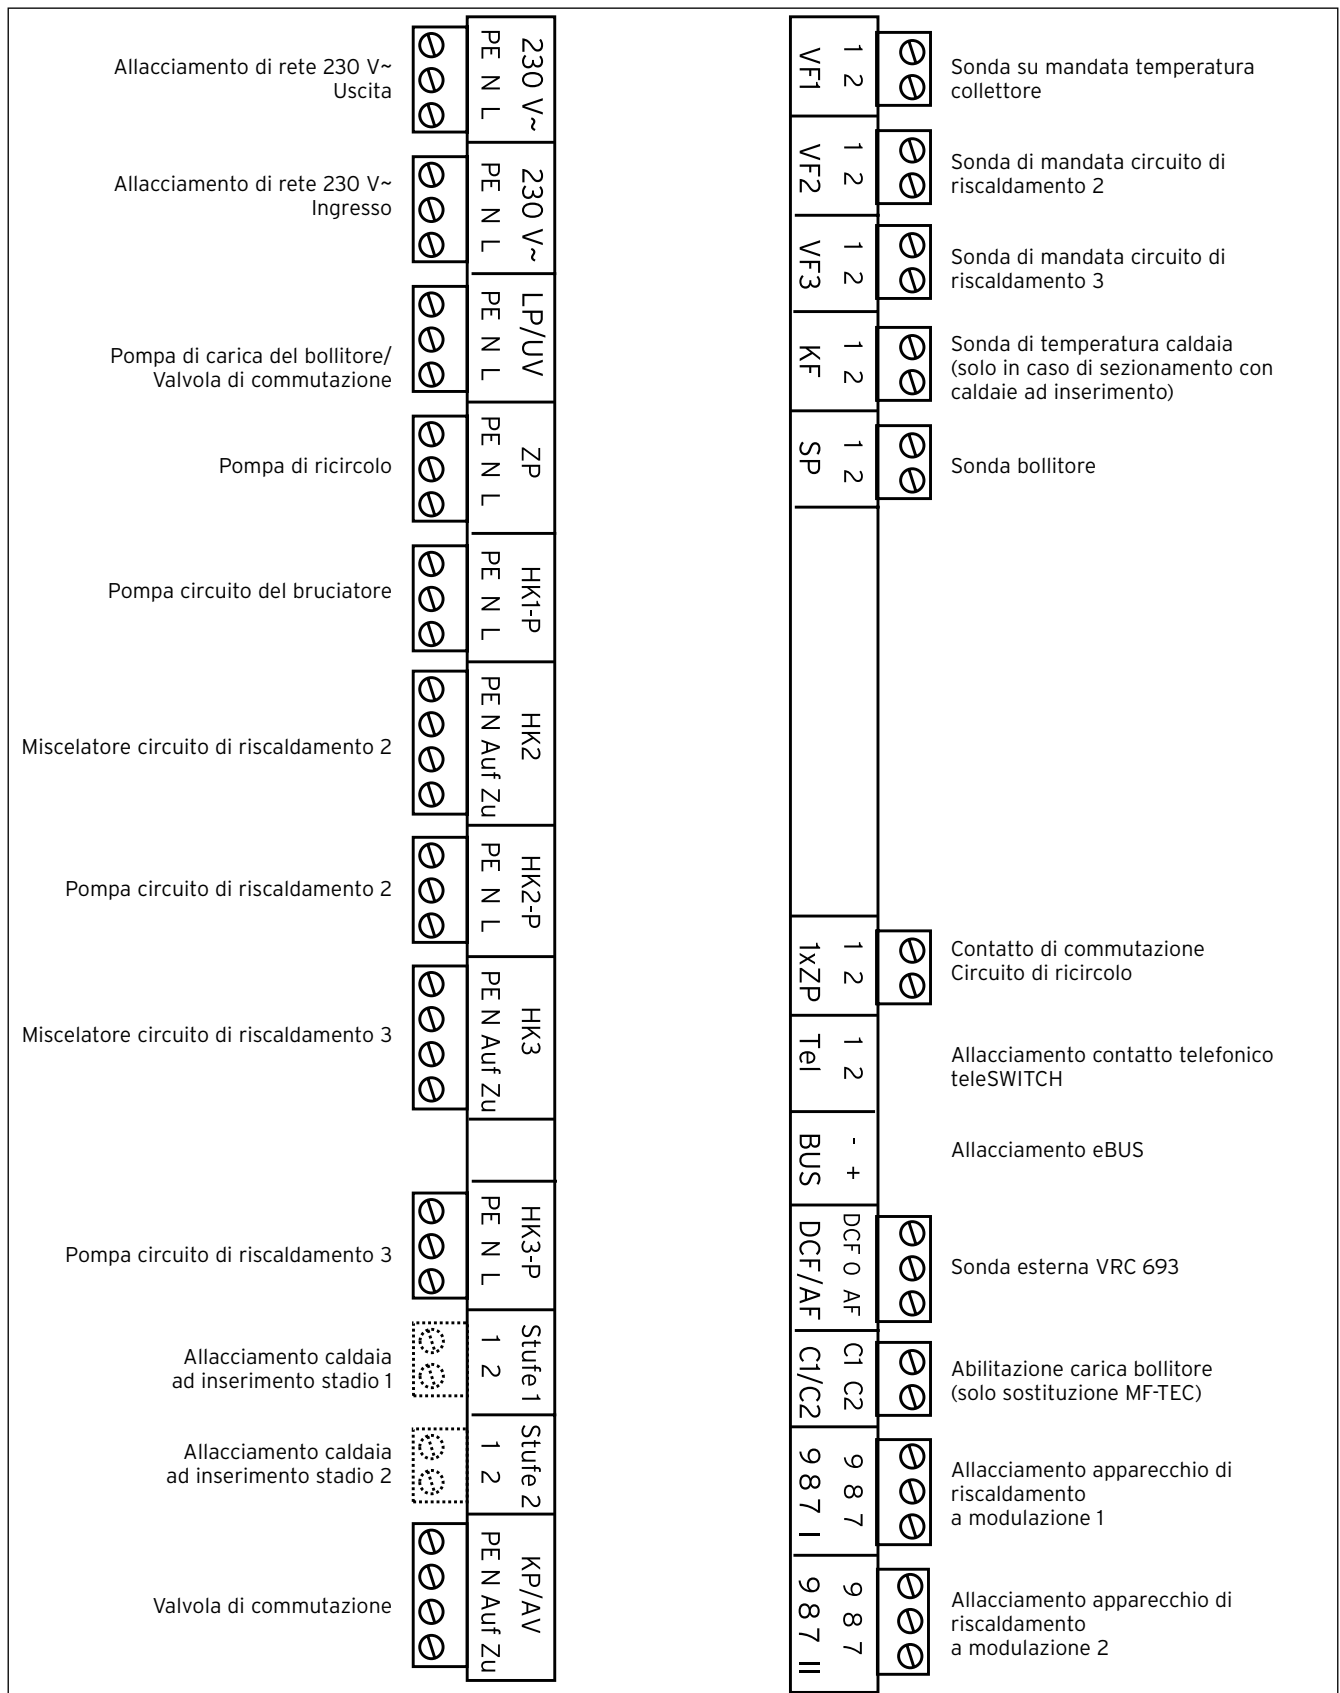 Allacciamento di rete 230 V~
Uscita
PE N L
230 V~
Allacciamento di rete 230 V~
Ingresso
PE N L
230 V~
Pompa di carica del bollitore/
Valvola di commutazione
PE N L
LP/UV
Pompa di ricircolo
PE N L
ZP
Pompa circuito del bruciatore
PE N L
HK1-P
Miscelatore circuito di riscaldamento 2
PE N Auf Zu
HK2
Pompa circuito di riscaldamento 2
PE N L
HK2-P
Miscelatore circuito di riscaldamento 3
PE N Auf Zu
HK3
Pompa circuito di riscaldamento 3
PE N L
HK3-P
Allacciamento caldaia
ad inserimento stadio 1
1 2
Stufe 1
Allacciamento caldaia
ad inserimento stadio 2
1 2
Stufe 2
Valvola di commutazione
PE N Auf Zu
KP/AV
VF1
1 2
Sonda su mandata temperatura
collettore
VF2
1 2
Sonda di mandata circuito di
riscaldamento 2
VF3
1 2
Sonda di mandata circuito di
riscaldamento 3
KF
1 2
Sonda di temperatura caldaia
(solo in caso di sezionamento con
caldaie ad inserimento)
SP
1 2
Sonda bollitore
1xZP
1 2
Contatto di commutazione
Circuito di ricircolo
Tel
1 2
Allacciamento contatto telefonico
teleSWITCH
BUS
- +
Allacciamento eBUS
DCF/AF
DCF O AF
Sonda esterna VRC 693
C1/C2
C1 C2
Abilitazione carica bollitore
(solo sostituzione MF-TEC)
9 8 7 I
9 8 7
Allacciamento apparecchio di
riscaldamento
a modulazione 1
9 8 7 II
9 8 7
Allacciamento apparecchio di
riscaldamento
a modulazione 2